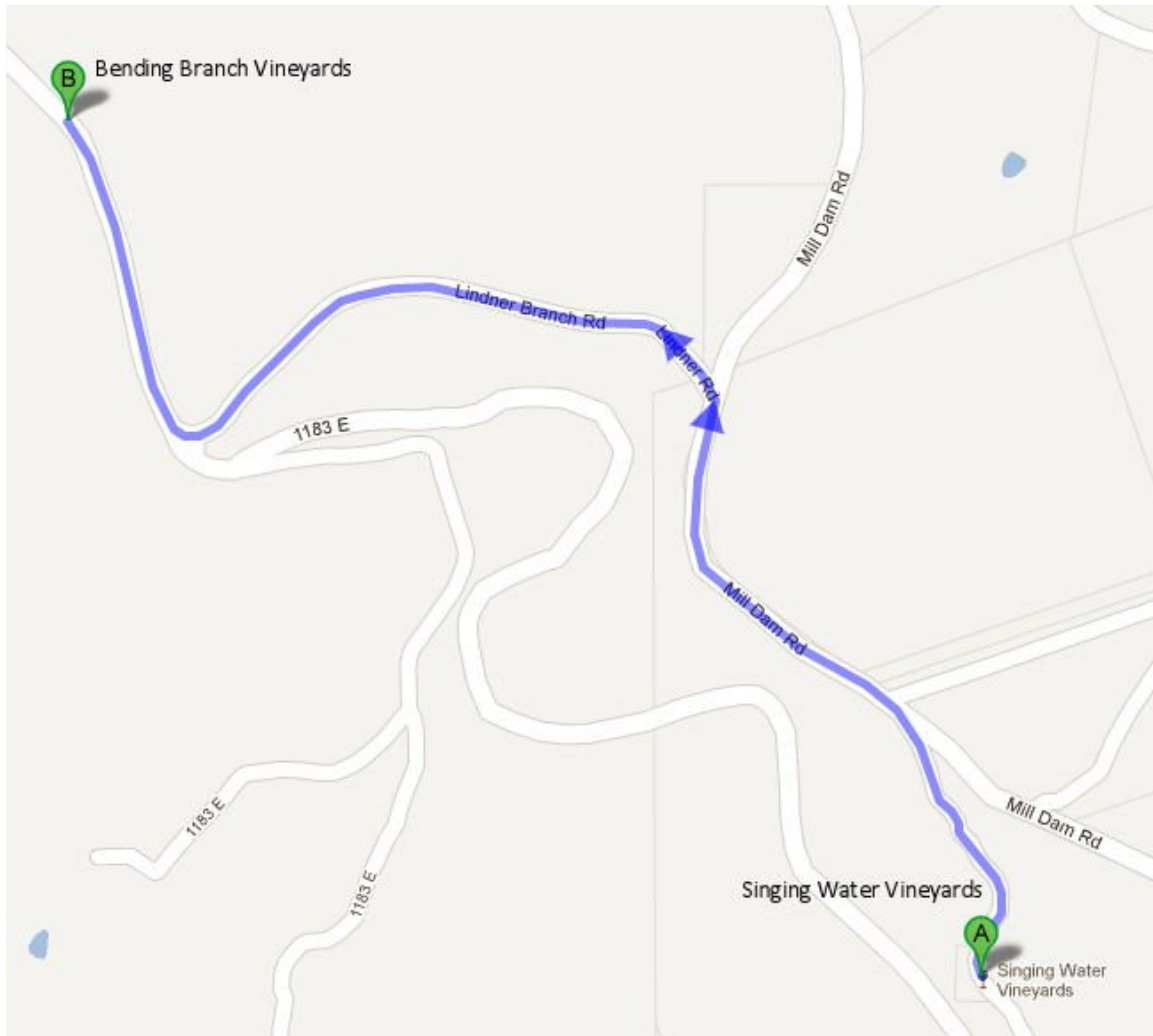 B
Bending Branch Vineyards
Mill Dam Rd
Lindner Branch Rd
Lindner Rd
1183 E
Mill Dam Rd
Mill Dam Rd
1183 E
1183 E
Singing Water Vineyards
A
Singing Water
Vineyards